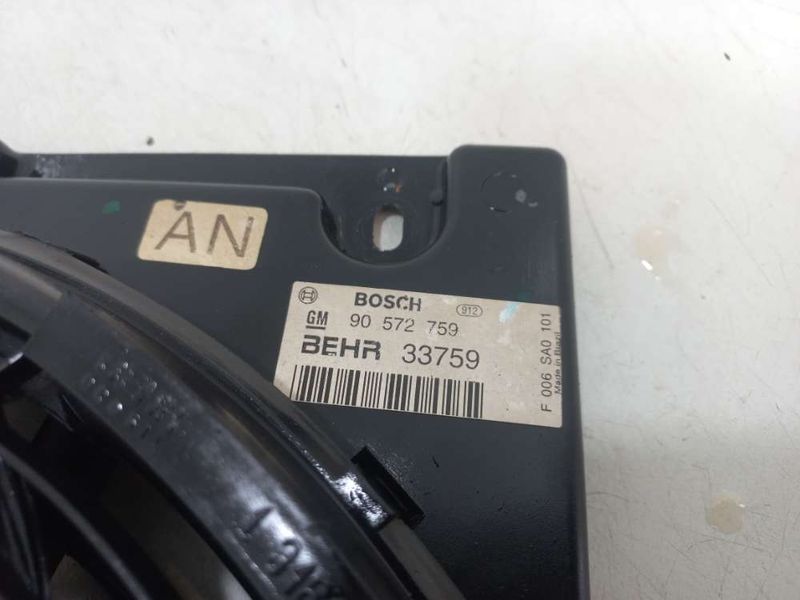 AN
BOSCH 912
GM 90 572 759
BEHR 33759
F 006 SA0 101
Made in Brazil